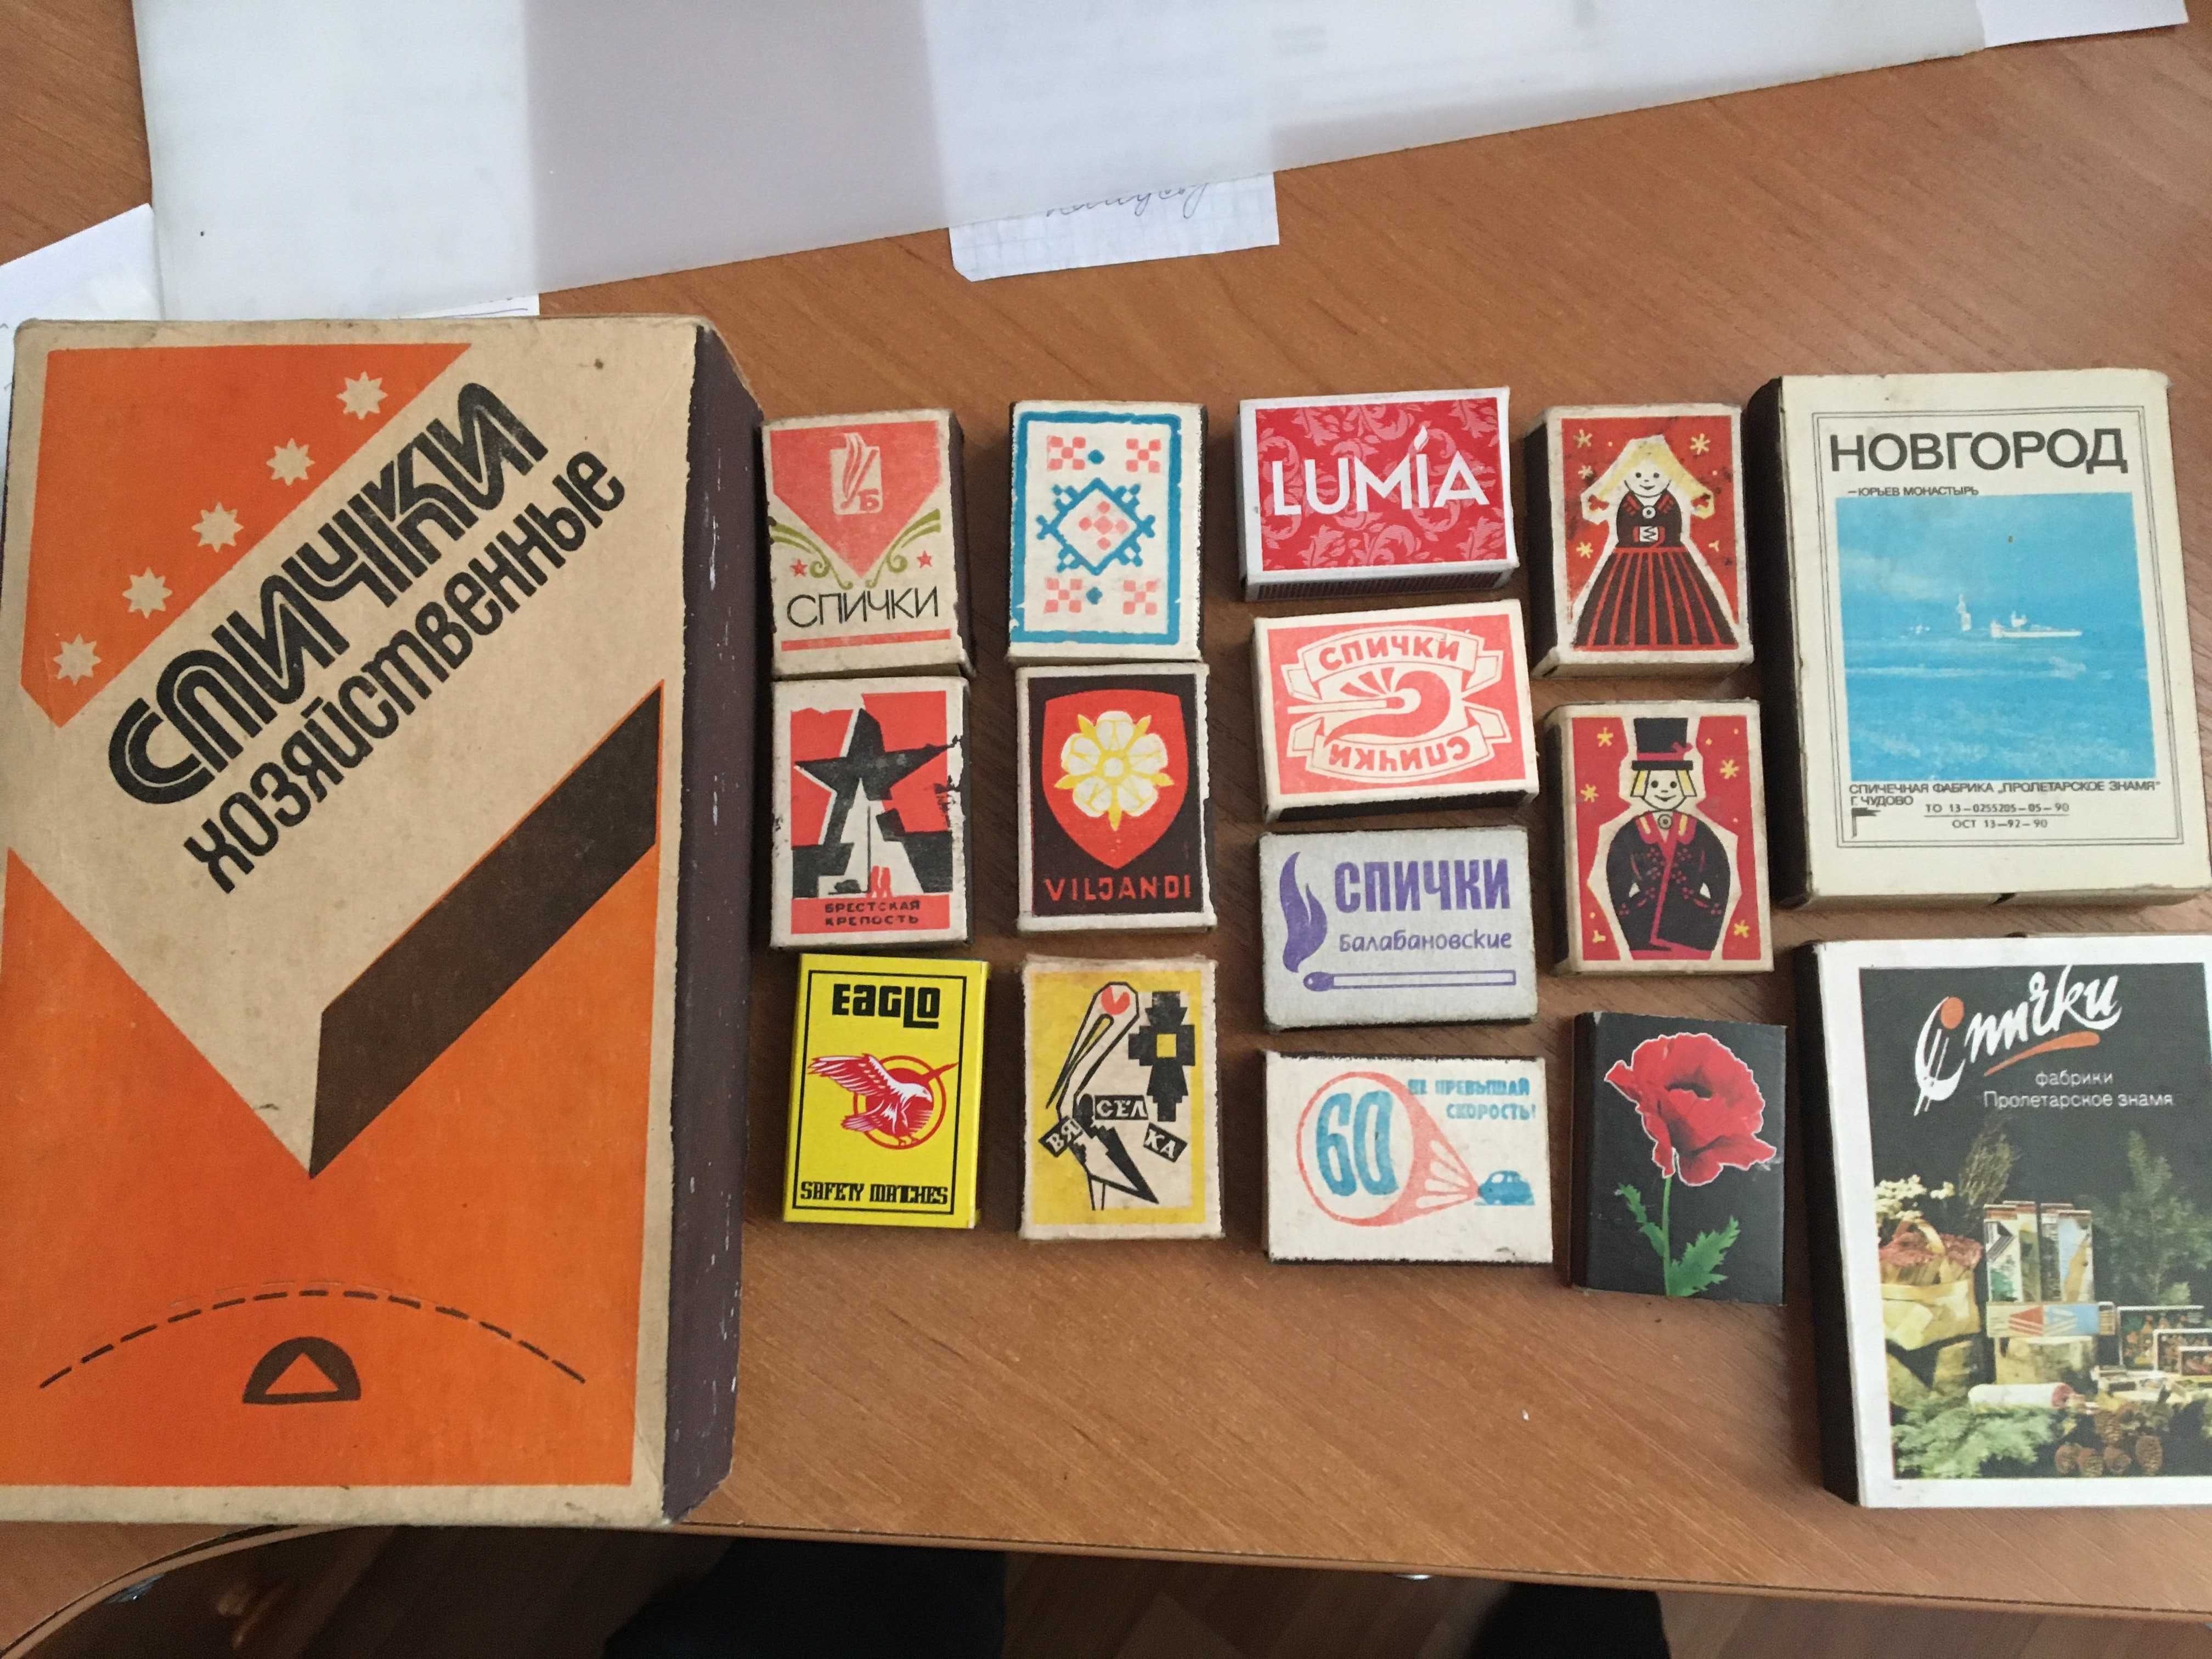 СПИЧКИ
хозяйственные
Б
СПИЧКИ
БРЕСТСКАЯ
КРЕПОСТЬ
EAGLO
SAFETY MATCHES
VILJANDI
ВЯ
СЕЛ
КА
LUMIA
СПИЧКИ
СПИЧКИ
СПИЧКИ
Балабановские
60
НЕ ПРЕВЫШАЙ
СКОРОСТЬ!
НОВГОРОД
–ЮРЬЕВ МОНАСТЫРЬ
СПИЧЕЧНАЯ ФАБРИКА „ПРОЛЕТАРСКОЕ ЗНАМЯ"
Г. ЧУДОВО
ТО 13–0255205–05–90
ОСТ 13–92–90
Спички
фабрики
Пролетарское знамя